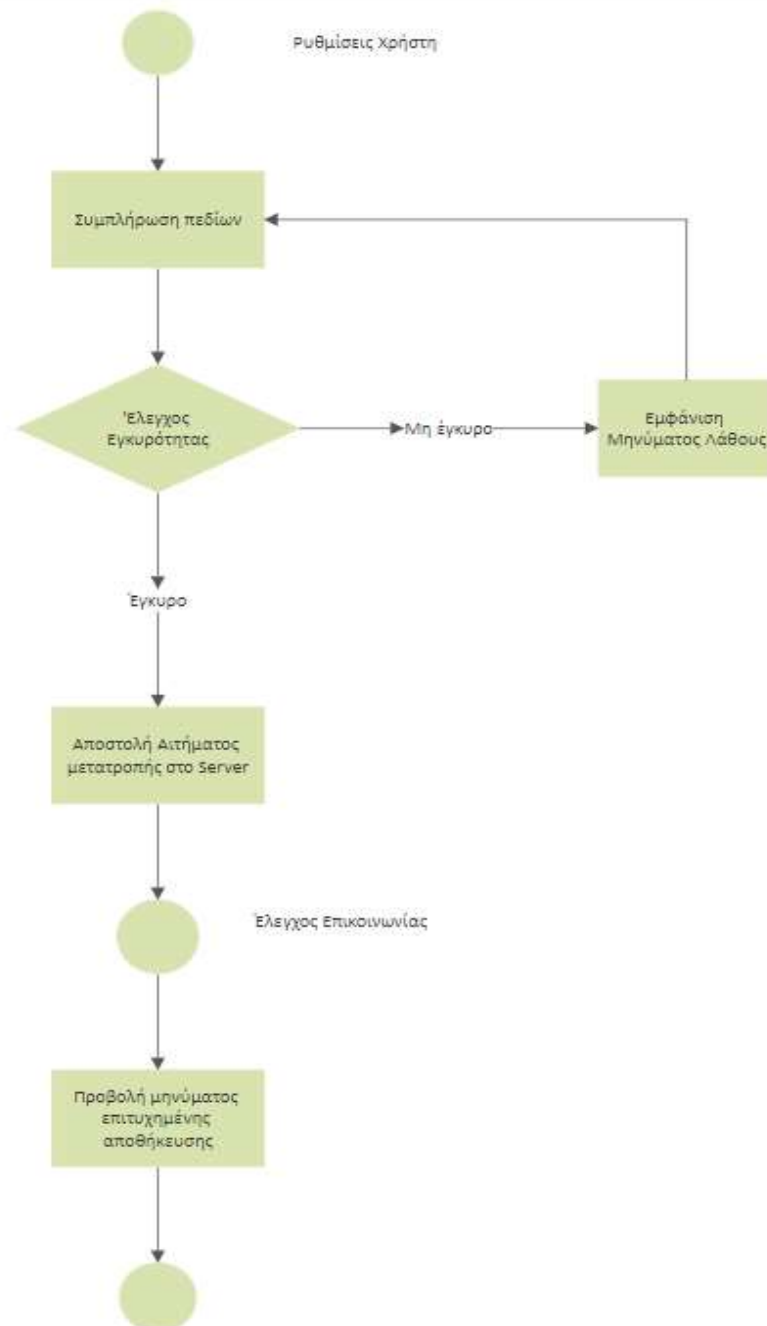 Ρυθμίσεις Χρήστη
Συμπλήρωση πεδίων
'Ελεγχος
Εγκυρότητας
Μη έγκυρο
Εμφάνιση
Μηνύματος Λάθους
Έγκυρο
Αποστολή Αιτήματος
μετατροπής στο Server
Έλεγχος Επικοινωνίας
Προβολή μηνύματος
επιτυχημένης
αποθήκευσης